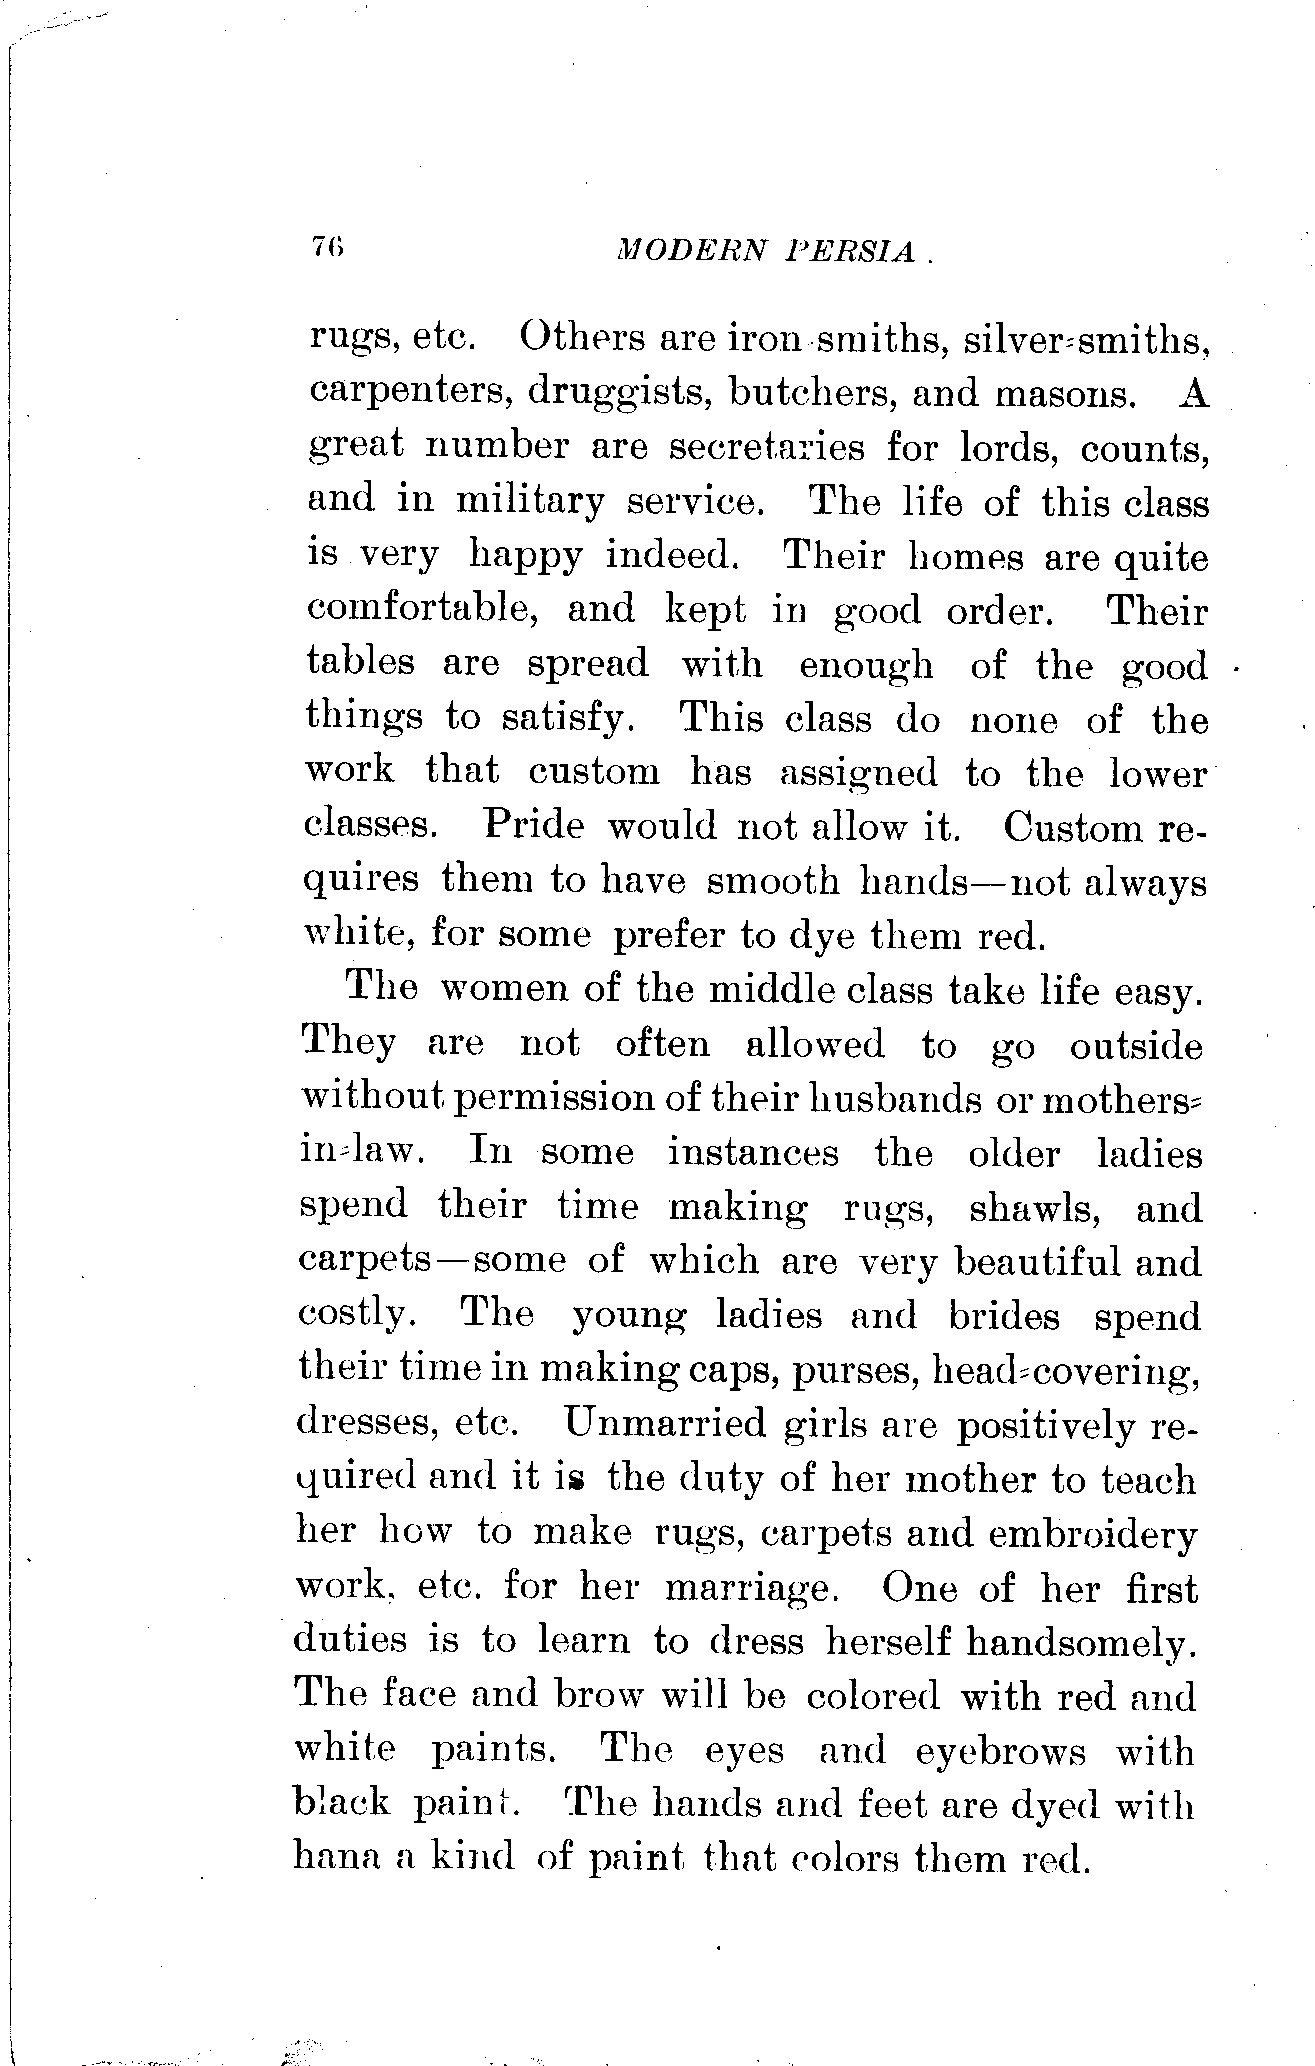 76 MODERN PERSIA.
rugs, etc. Others are iron-smiths, silver-smiths,
carpenters, druggists, butchers, and masons. A
great number are secretaries for lords, counts,
and in military service. The life of this class
is very happy indeed. Their homes are quite
comfortable, and kept in good order. Their
tables are spread with enough of the good
things to satisfy. This class do none of the
work that custom has assigned to the lower
classes. Pride would not allow it. Custom re-
quires them to have smooth hands—not always
white, for some prefer to dye them red.
The women of the middle class take life easy.
They are not often allowed to go outside
without permission of their husbands or mothers-
in-law. In some instances the older ladies
spend their time making rugs, shawls, and
carpets—some of which are very beautiful and
costly. The young ladies and brides spend
their time in making caps, purses, head-covering,
dresses, etc. Unmarried girls are positively re-
quired and it is the duty of her mother to teach
her how to make rugs, carpets and embroidery
work, etc. for her marriage. One of her first
duties is to learn to dress herself handsomely.
The face and brow will be colored with red and
white paints. The eyes and eyebrows with
black paint. The hands and feet are dyed with
hana a kind of paint that colors them red.